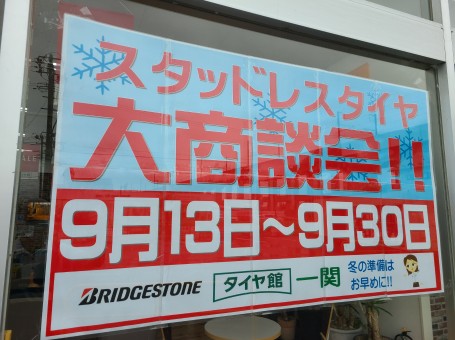 スタッドレスタイヤ
大商談会!!
9月13日～9月30日
BRIDGESTONE タイヤ館 一関 冬の準備は
お早めに!!